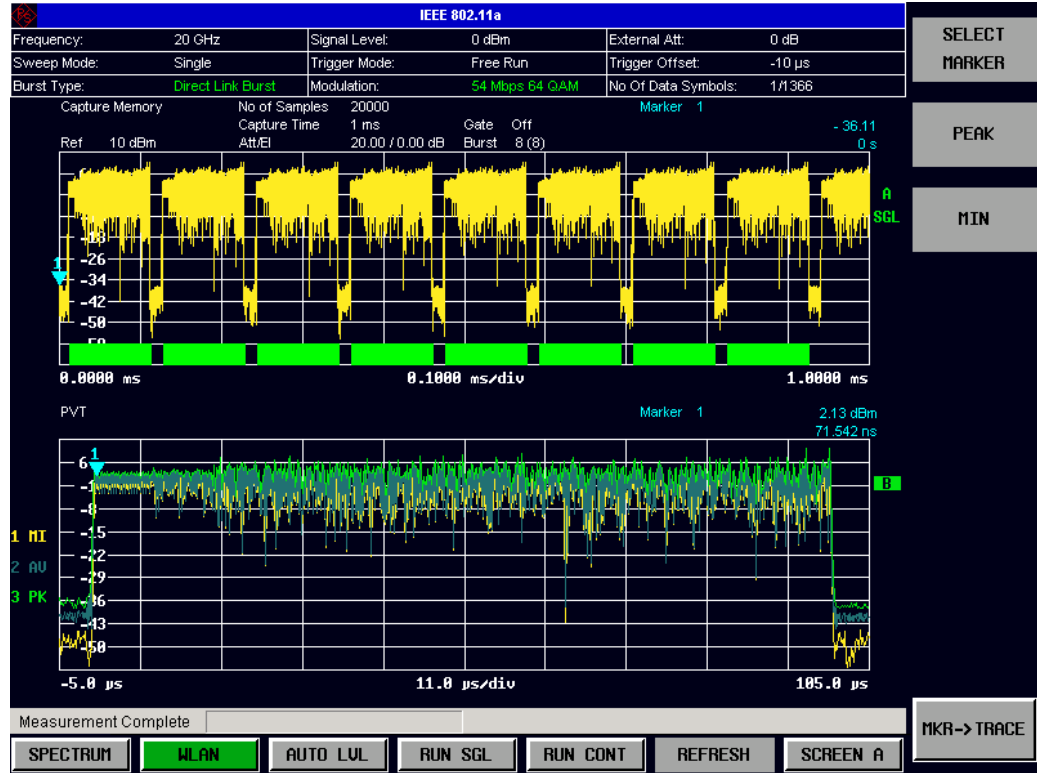 IEEE 802.11a
Frequency: 20 GHz Signal Level: 0 dBm External Att: 0 dB
Sweep Mode: Single Trigger Mode: Free Run Trigger Offset: -10 µs
Burst Type: Direct Link Burst Modulation: 54 Mbps 64 QAM No Of Data Symbols: 1/1366
Capture Memory No of Samples 20000 Marker 1
Capture Time 1 ms Gate Off - 36.11
Ref 10 dBm Att/El 20.00 / 0.00 dB Burst 8 (8) 0 s
A
SGL
-18
-26
1
-34
-42
-50
0.0000 ms 0.1000 ms/div 1.0000 ms
PVT Marker 1 2.13 dBm
71.542 ns
1
6
-1
B
-8
1 MI -15
-22
2 AV
-29
3 PK -36
-43
-50
-5.0 µs 11.0 µs/div 105.0 µs
Measurement Complete
SPECTRUM WLAN AUTO LVL RUN SGL RUN CONT REFRESH SCREEN A
SELECT
MARKER
PEAK
MIN
MKR->TRACE